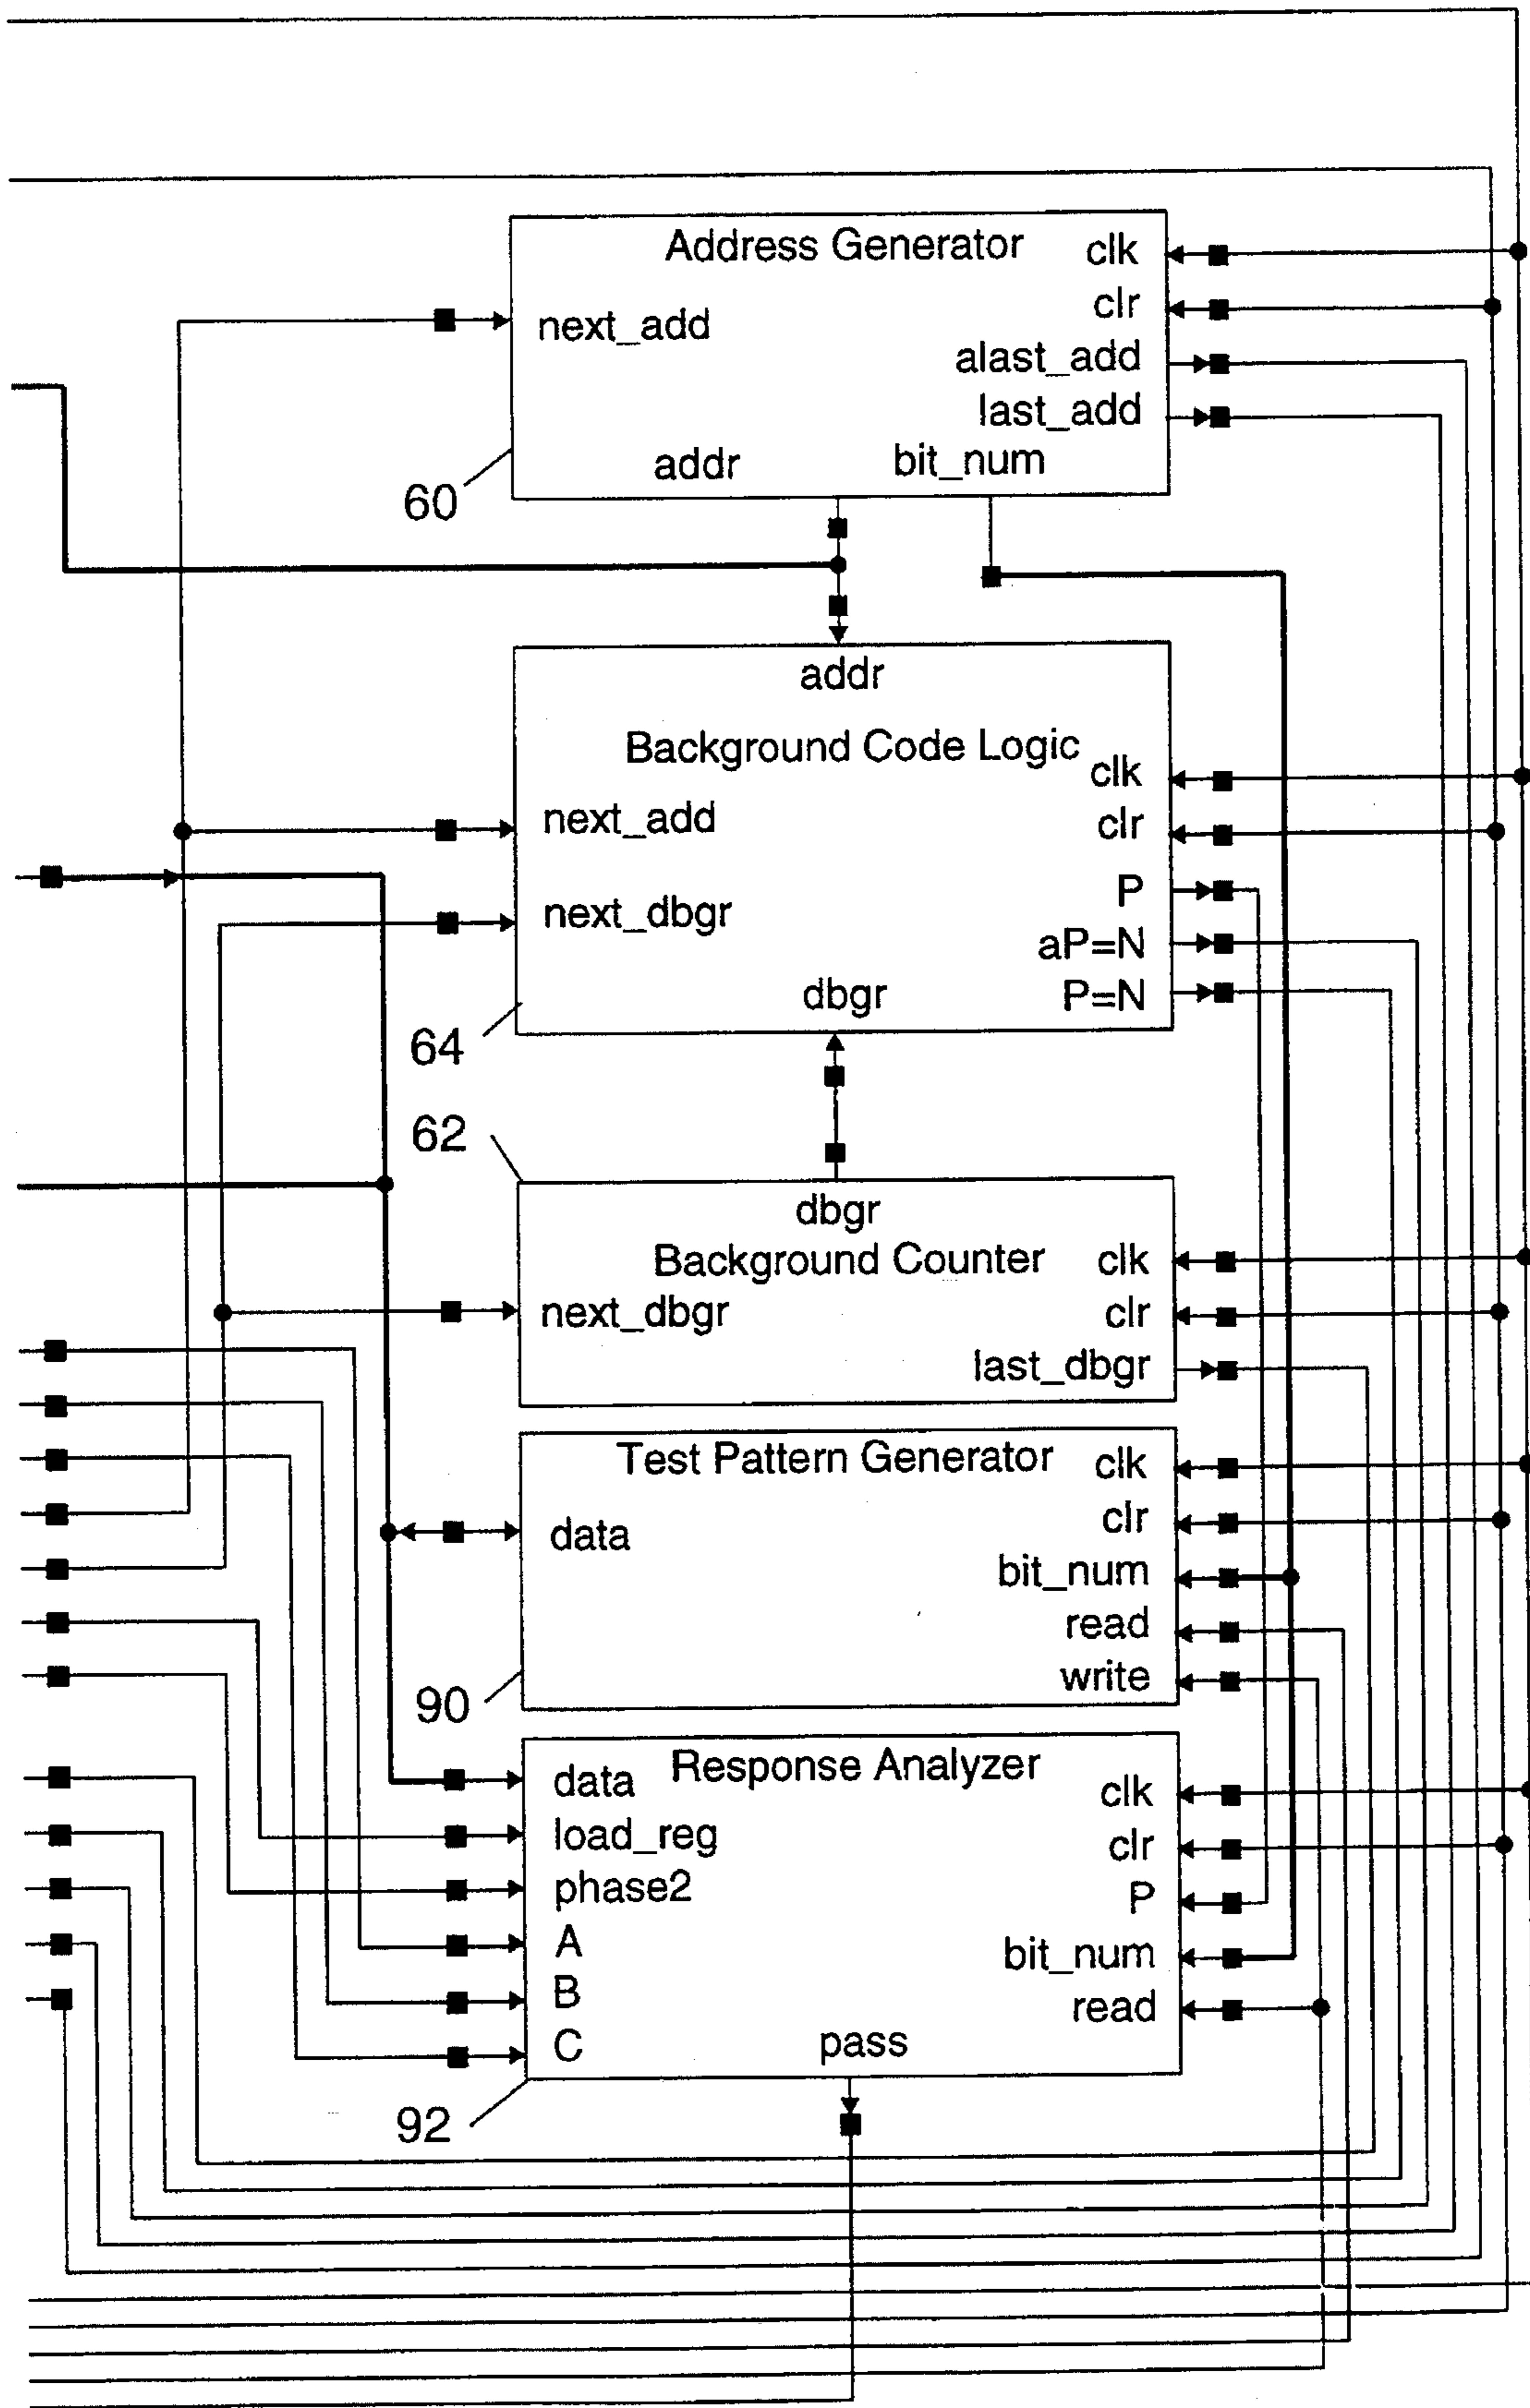 Address Generator
clk
clr
next_add
alast_add
last_add
addr
bit_num
60
addr
Background Code Logic
clk
next_add
clr
P
next_dbgr
aP=N
dbgr
P=N
64
62
dbgr
Background Counter
clk
next_dbgr
clr
last_dbgr
Test Pattern Generator
clk
clr
data
bit_num
read
write
90
data
Response Analyzer
clk
load_reg
clr
phase2
P
A
bit_num
B
read
C
pass
92